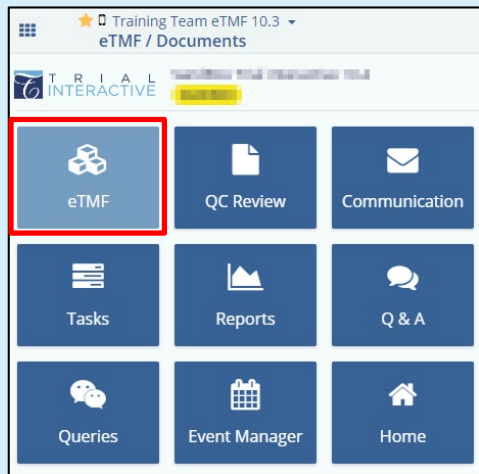 Training Team eTMF 10.3
eTMF / Documents
TRIAL
INTERACTIVE
eTMF
QC Review
Communication
Tasks
Reports
Q & A
Queries
Event Manager
Home